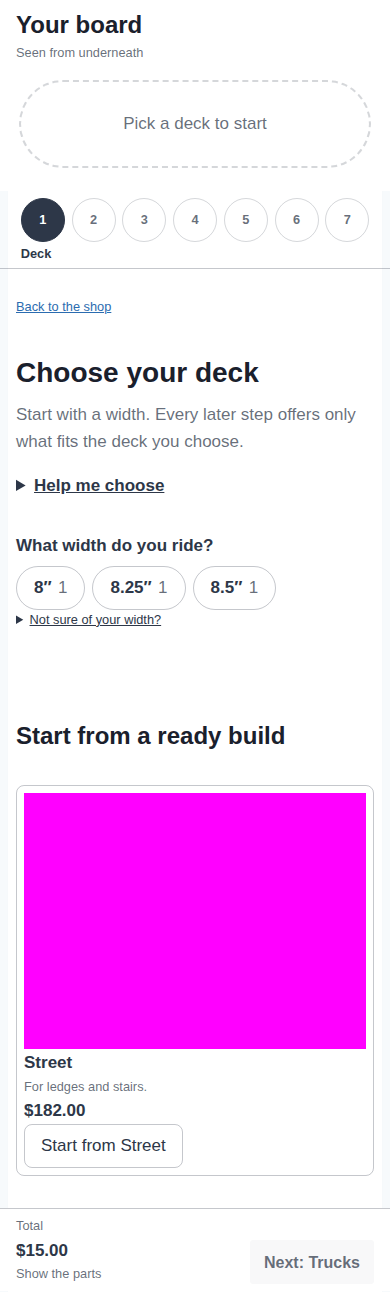 Your board
Seen from underneath
Pick a deck to start
1 2 3 4 5 6 7
Deck
Back to the shop
Choose your deck
Start with a width. Every later step offers only
what fits the deck you choose.
Help me choose
What width do you ride?
8″ 1 8.25″ 1 8.5″ 1
Not sure of your width?
Start from a ready build
Street
For ledges and stairs.
$182.00
Start from Street
Total
$15.00
Show the parts
Next: Trucks